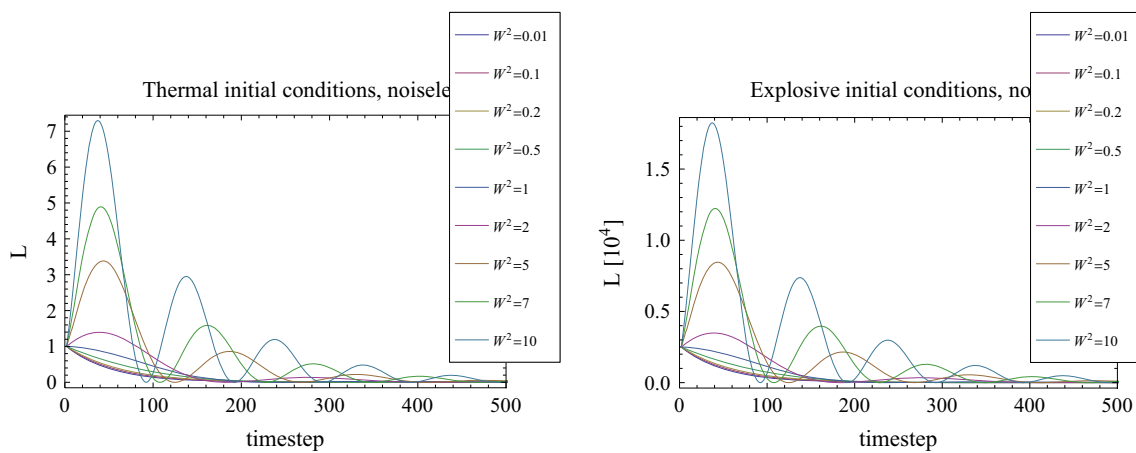 W²=0.01
W²=0.1
W²=0.2
W²=0.5
W²=1
W²=2
W²=5
W²=7
W²=10
Thermal initial conditions, noisele
L
7
6
5
4
3
2
1
0
0 100 200 300 400 500
timestep
W²=0.01
W²=0.1
W²=0.2
W²=0.5
W²=1
W²=2
W²=5
W²=7
W²=10
Explosive initial conditions, no
L [10⁴]
1.5
1.0
0.5
0.0
0 100 200 300 400 500
timestep